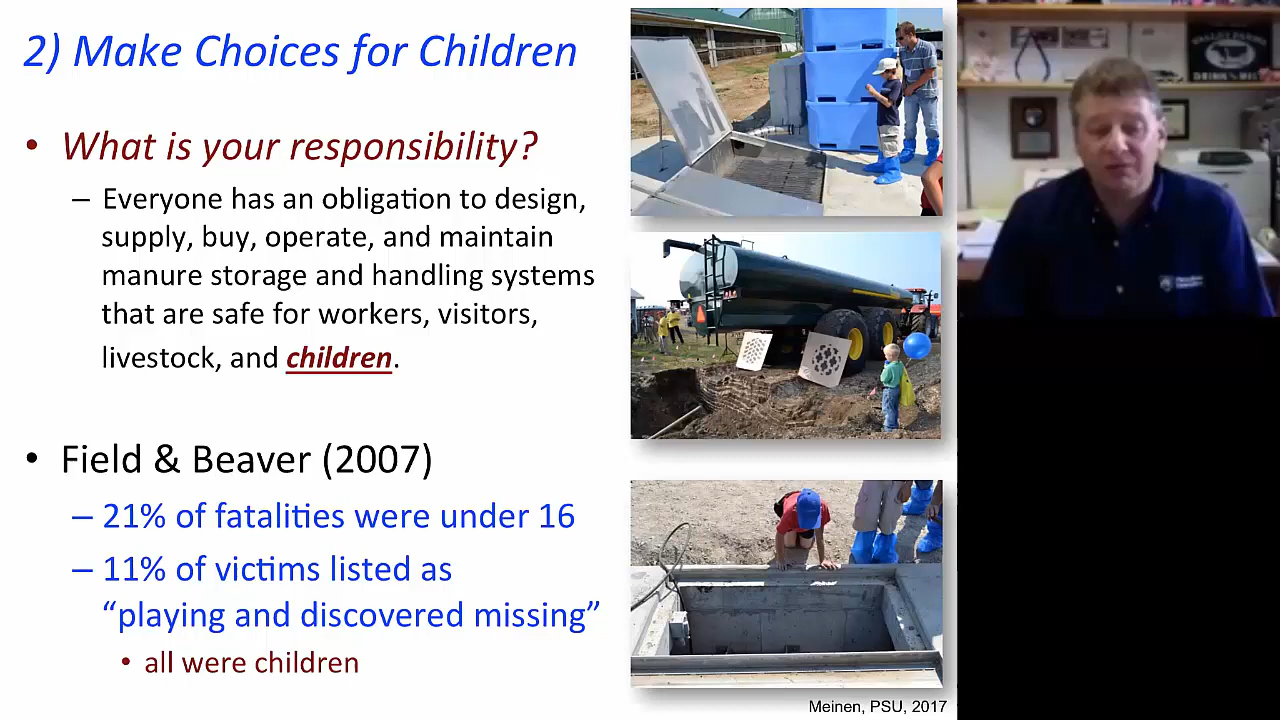 2) Make Choices for Children
• What is your responsibility?
– Everyone has an obligation to design,
supply, buy, operate, and maintain
manure storage and handling systems
that are safe for workers, visitors,
livestock, and children.
• Field & Beaver (2007)
– 21% of fatalities were under 16
– 11% of victims listed as
“playing and discovered missing”
• all were children
Meinen, PSU, 2017